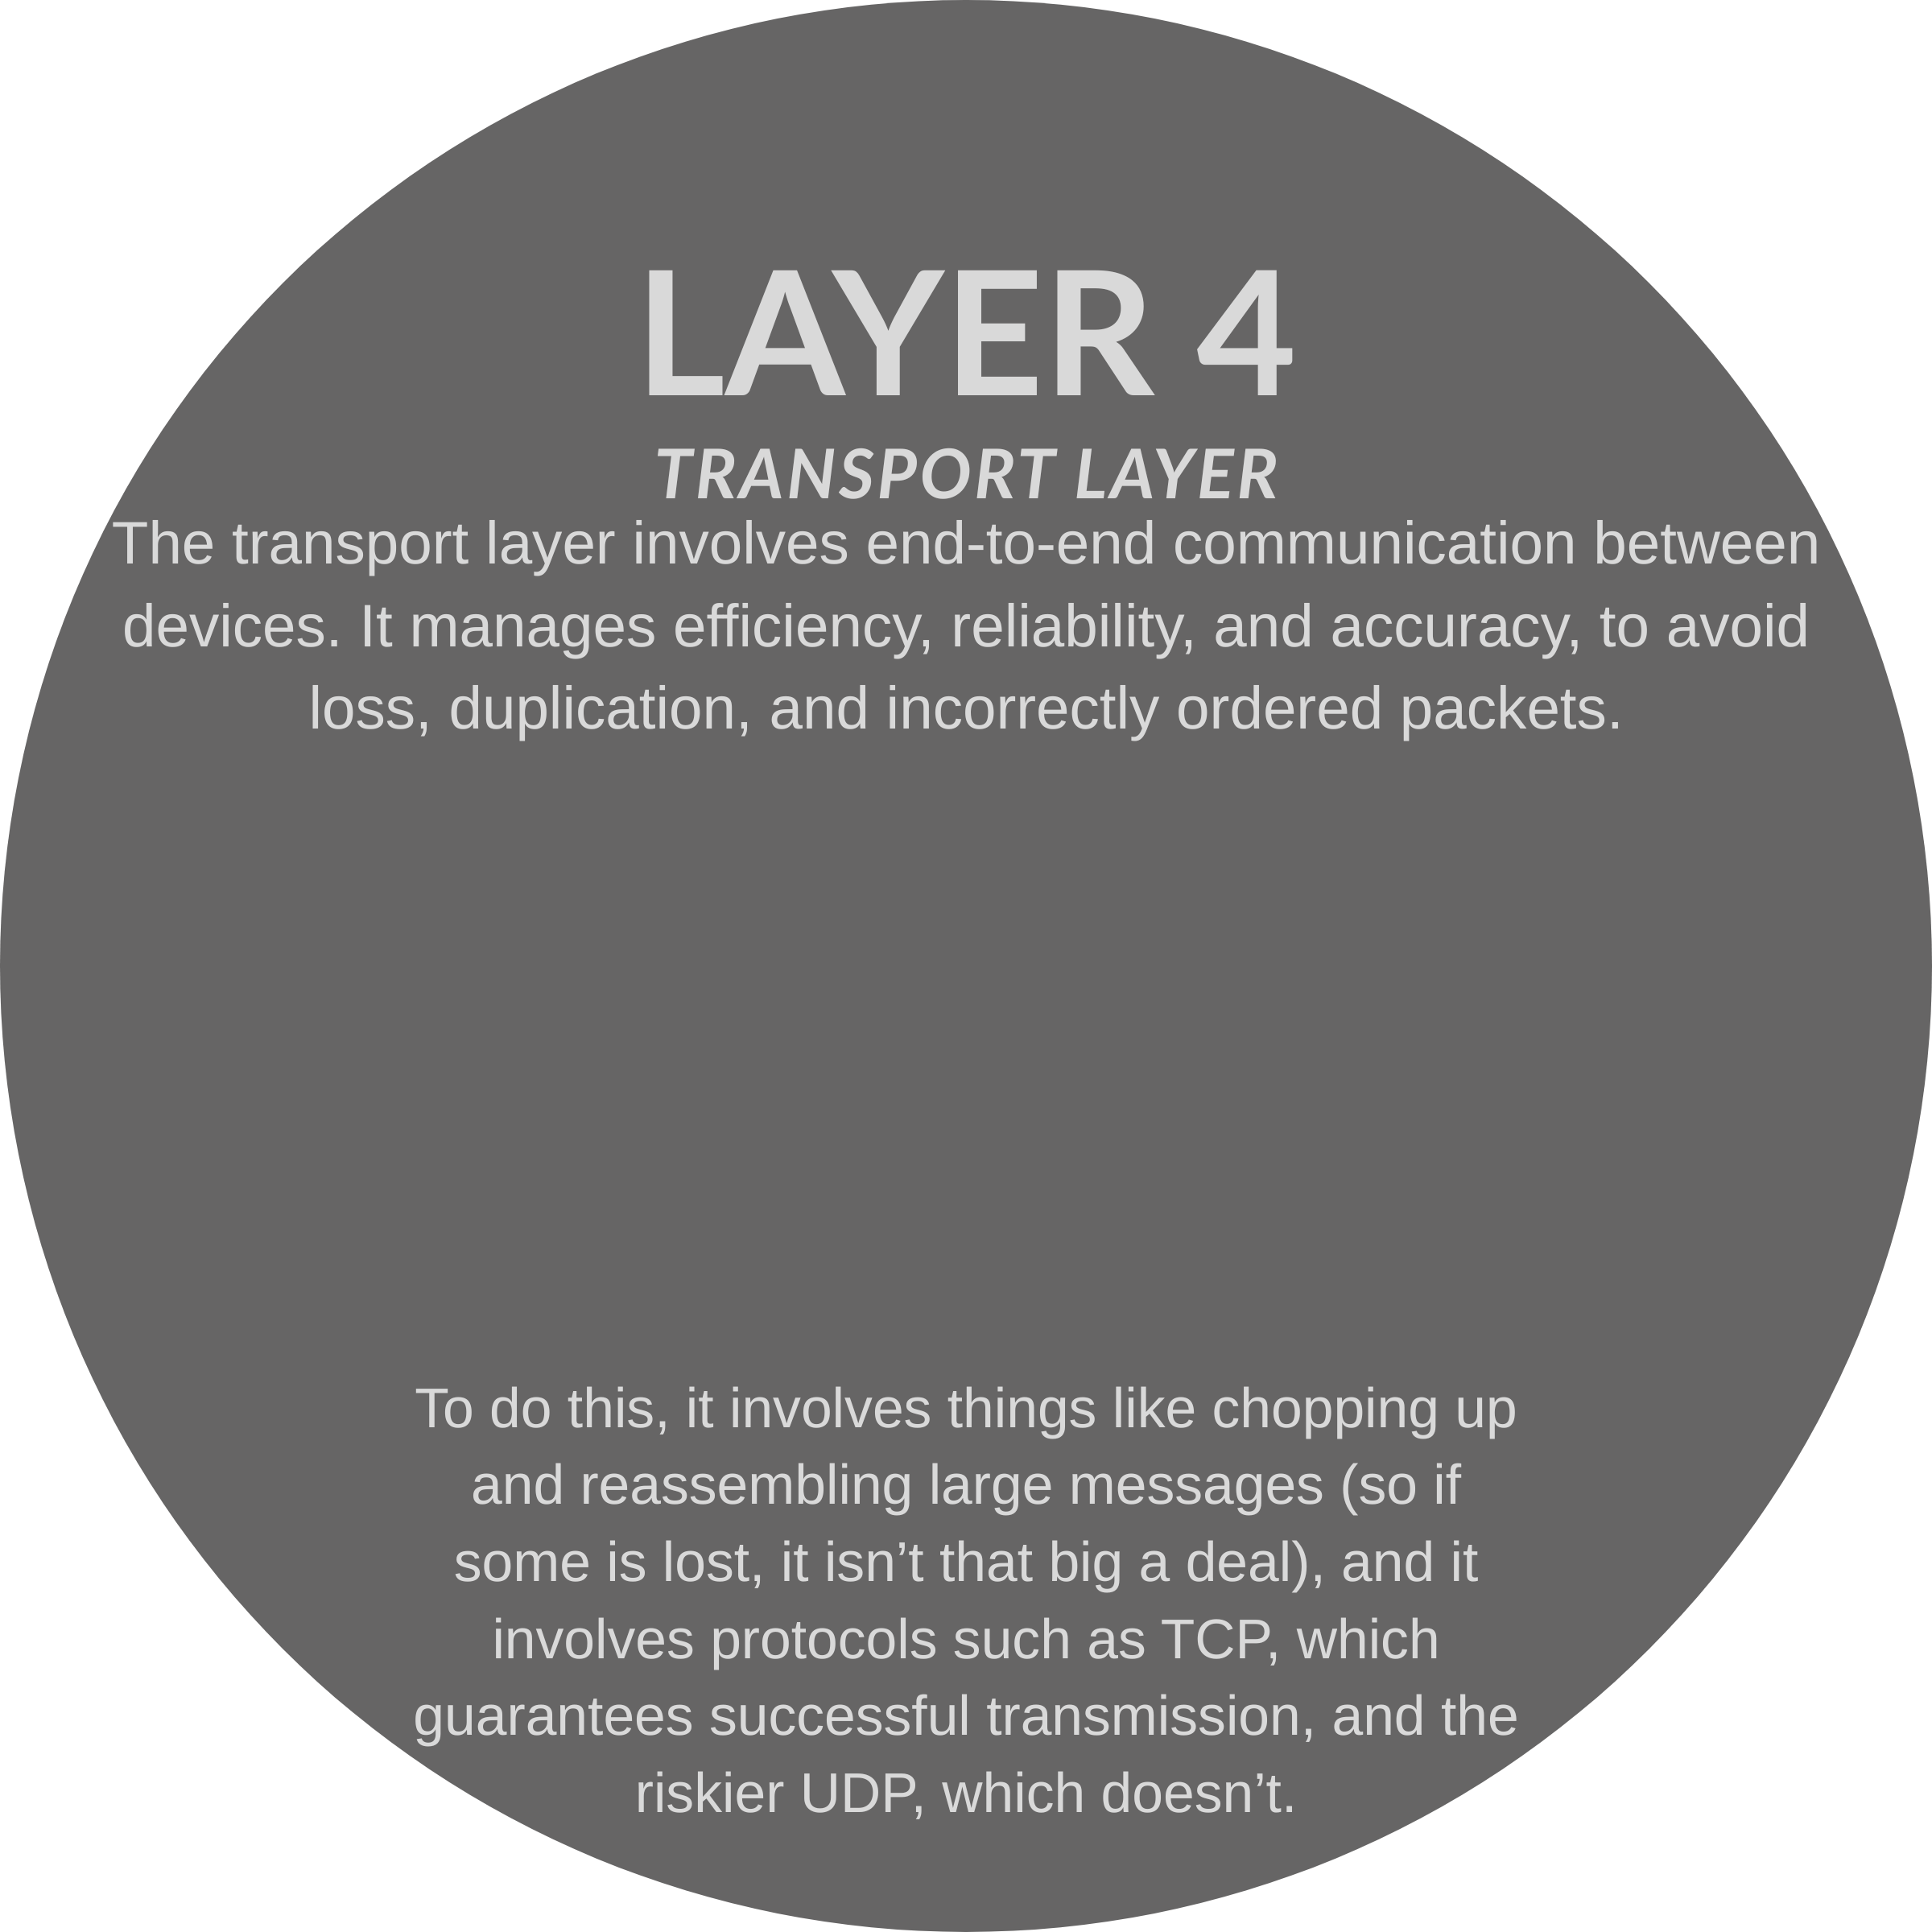 LAYER 4
TRANSPORT LAYER
The transport layer involves end-to-end communication between
devices. It manages efficiency, reliability, and accuracy, to avoid
loss, duplication, and incorrectly ordered packets.
To do this, it involves things like chopping up
and reassembling large messages (so if
some is lost, it isn’t that big a deal), and it
involves protocols such as TCP, which
gurarantees successful transmission, and the
riskier UDP, which doesn’t.